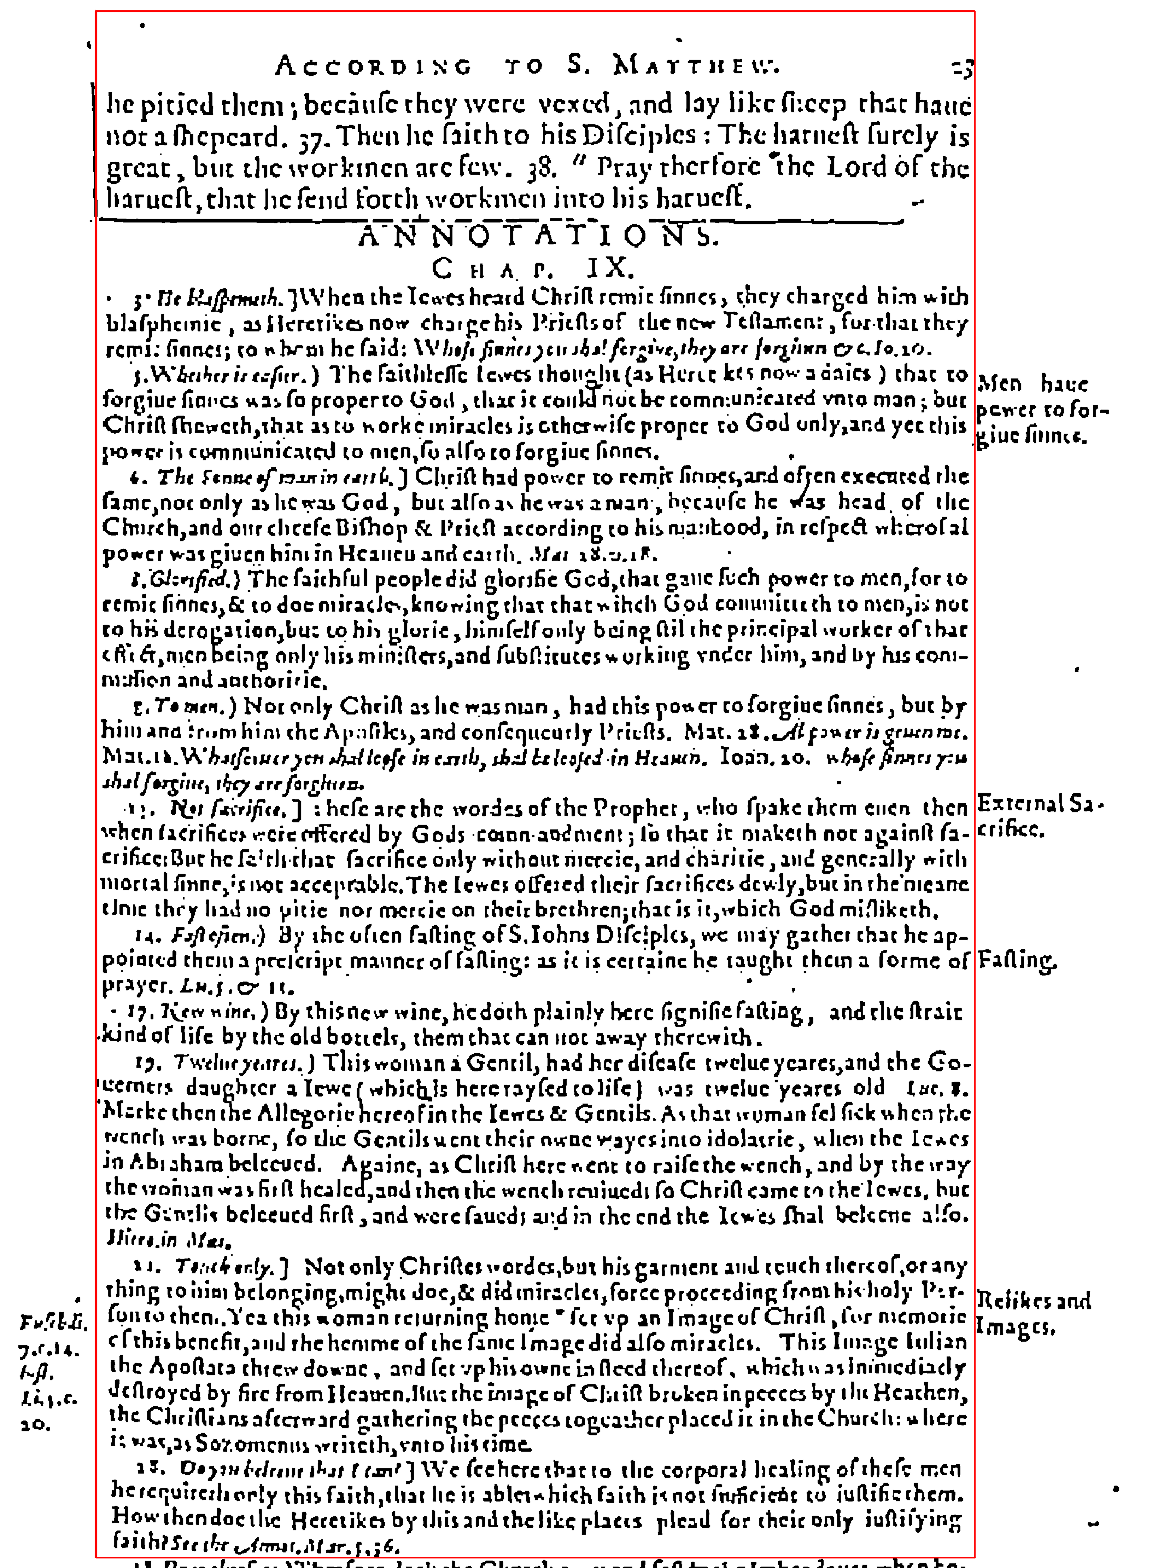 ACCORDING TO S. MATTHEW. 23
he pitied them; becauſe they were vexed, and lay like ſheep that haue
not a ſhepeard. 37. Then he ſaith to his Diſciples: The harueſt ſurely is
great, but the workmen are few. 38. " Pray therfore the Lord of the
harueſt, that he ſend forth workmen into his harueſt.
ANNOTATIONS.
CHAP. IX.
3. He blaſphemeth.] When the Iewes heard Chriſt remit ſinnes, they charged him with
blaſphemie, as Heretikes now charge his Prieſts of the new Teſtament, for that they
remit ſinnes; to whom he ſaid: Whoſe ſinnes you shal forgiue, they are forgiuen &c. Io. 20.
5. Whether is eaſier.) The faithleſſe Iewes thought (as Heretikes now a daies) that to
forgiue ſinnes was ſo proper to God, that it could not be communicated vnto man; but
Chriſt ſheweth, that as to worke miracles is otherwiſe proper to God only, and yet this
power is communicated to men, ſo alſo to forgiue ſinnes.
Men haue
power to for-
giue ſinnes.
6. The Sonne of man in earth.] Chriſt had power to remit ſinnes, and often executed the
ſame, not only as he was God, but alſo as he was a man, becauſe he was head of the
Church, and our cheefe Biſhop & Prieſt according to his manhood, in reſpect wherof al
power was giuen him in Heauen and earth. Mat 28. v. 18.
8. Glorified.) The faithful people did glorifie God, that gaue ſuch power to men, for to
remit ſinnes, & to doe miracles, knowing that that wihch God committeth to men, is not
to his derogation, but to his glorie, himſelf only being ſtil the principal worker of that
effect, men being only his miniſters, and ſubſtitutes working vnder him, and by his com-
miſſion and authoritie.
8. To men.) Not only Chriſt as he was man, had this power to forgiue ſinnes, but by
him and from him the Apoſtles, and conſequently Prieſts. Mat. 28. Al power is giuen me.
Mat. 18. Whatſoeuer you shal looſe in earth, shal be looſed in Heauen. Ioan. 20. whoſe ſinnes you
shal forgiue, they are forgiuen.
13. Not ſacrifice.] Theſe are the wordes of the Prophet, who ſpake them euen then
when ſacrifices were offered by Gods comandment; ſo that it maketh not againſt ſa-
crifice: But he ſaith that ſacrifice only without mercie, and charitie, and generally with
mortal ſinne, is not acceptable. The Iewes offered their ſacrifices dewly, but in the meane
time they had no pitie nor mercie on their brethren; that is it, which God miſliketh.
External Sa-
crifice.
14. Faſt often.) By the often faſting of S. Iohns Diſciples, we may gather that he ap-
pointed them a preſcript manner of faſting: as it is certaine he taught them a forme of
prayer. Lu. 5. & 11.
Faſting.
17. New wine.) By this new wine, he doth plainly here ſignifie faſting, and the ſtrait
kind of life by the old bottels, them that can not away therewith.
19. Twelue yeares.) This woman a Gentil, had her diſeaſe twelue yeares, and the Go-
uerners daughter a Iewe (which is here rayſed to life) was twelue yeares old Luc. 8.
Marke then the Allegorie hereof in the Iewes & Gentils. As that woman fel ſick when the
wench was borne, ſo the Gentils went their owne wayes into idolatrie, when the Iewes
in Abraham beleeued. Againe, as Chriſt here went to raiſe the wench, and by the way
the woman was firſt healed, and then the wench reuiued: ſo Chriſt came to the Iewes, but
the Gentils beleeued firſt, and were ſaued; and in the end the Iewes ſhal beleeue alſo.
Hiero. in Mat.
21. Touch only.] Not only Chriſtes wordes, but his garment and touch thereof, or any
thing to him belonging, might doe, & did miracles, force proceeding from his holy Per-
ſon to them. Yea this woman returning home ſet vp an Image of Chriſt, for memorie
of this benefit, and the hemme of the ſame Image did alſo miracles. This Image Iulian
the Apoſtata threw downe, and ſet vp his owne in ſteed thereof, which was immediatly
deſtroyed by fire from Heauen. But the image of Chriſt broken in peeces by the Heathen,
the Chriſtians afterward gathering the peeces togeather placed it in the Church: where
it was, as Sozomenus writeth, vnto his time.
Relikes and
Images.
Euſeb. li.
7. c. 14.
hiſt.
Li. 5. c.
20.
28. Do you beleeue that I can?] We ſee here that to the corporal healing of theſe men
he requireth only this faith, that he is able: which faith is not ſufficient to iuſtifie them.
How then doe the Heretikes by this and the like places plead for their only iuſtifying
faith? See the Annot. Mar. 5, 36.